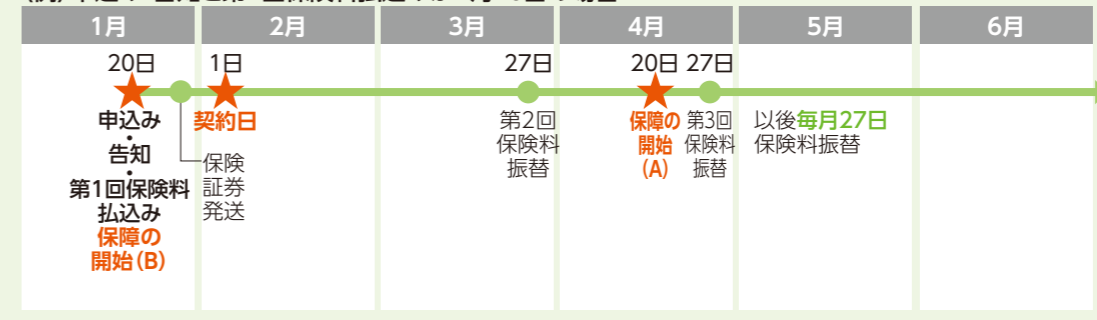 1月 2月 3月 4月 5月 6月
20日 1日 27日 20日 27日
申込み
・
告知
・
第1回保険料
払込み
保障の
開始(B)
保険
証券
発送
契約日
第2回
保険料
振替
保障の
開始
(A)
第3回
保険料
振替
以後毎月27日
保険料振替